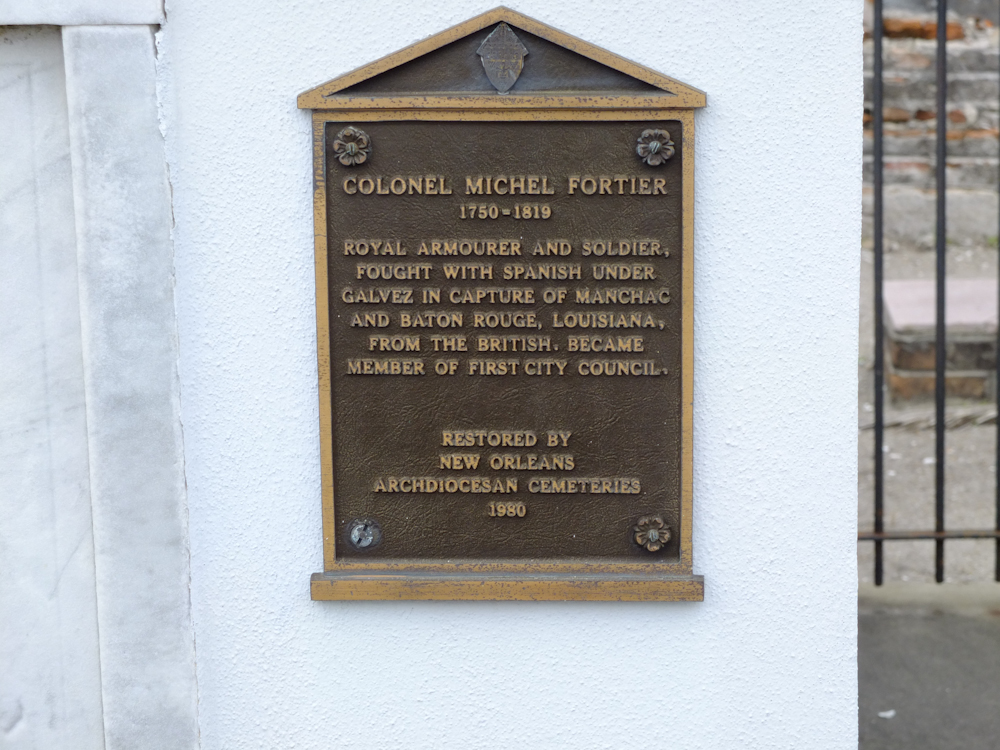 COLONEL MICHEL FORTIER
1750-1819
ROYAL ARMOURER AND SOLDIER,
FOUGHT WITH SPANISH UNDER
GALVEZ IN CAPTURE OF MANCHAC
AND BATON ROUGE, LOUISIANA,
FROM THE BRITISH. BECAME
MEMBER OF FIRST CITY COUNCIL.
RESTORED BY
NEW ORLEANS
ARCHDIOCESAN CEMETERIES
1980